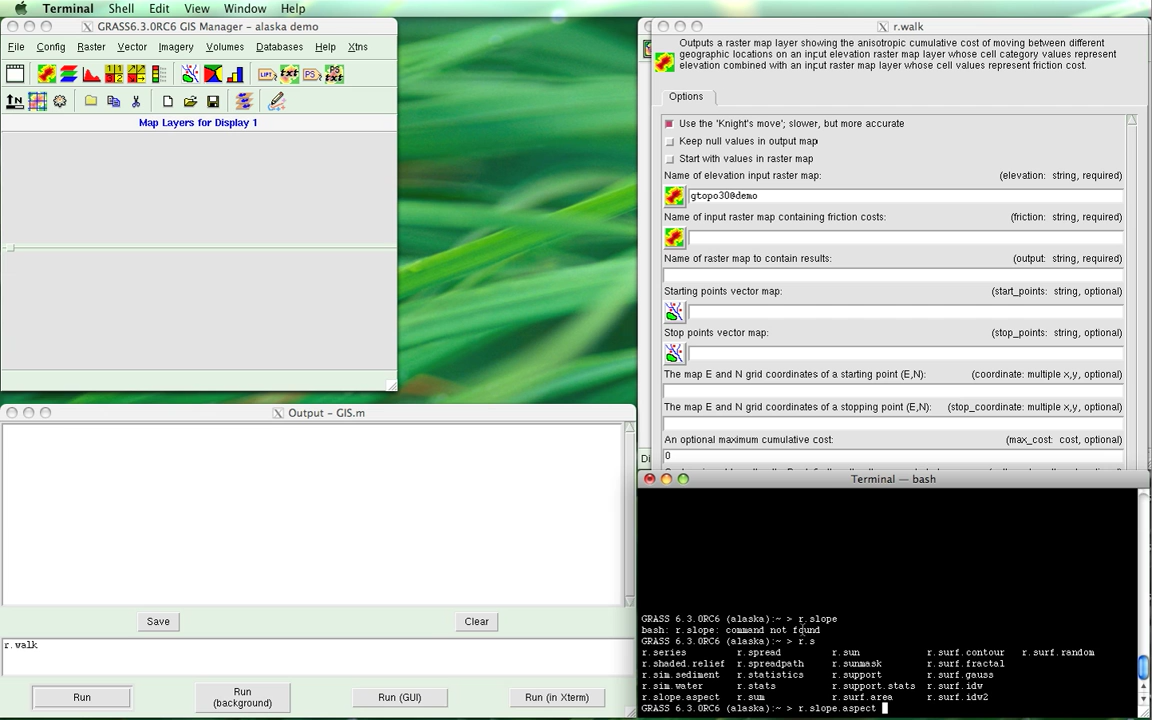 Terminal Shell Edit View Window Help
GRASS6.3.0RC6 GIS Manager - alaska demo
File Config Raster Vector Imagery Volumes Databases Help Xtns
Map Layers for Display 1
r.walk
Outputs a raster map layer showing the anisotropic cumulative cost of moving between different
geographic locations on an input elevation raster map layer whose cell category values represent
elevation combined with an input raster map layer whose cell values represent friction cost.
Options
Use the 'Knight's move'; slower, but more accurate
Keep null values in output map
Start with values in raster map
Name of elevation input raster map: (elevation: string, required)
gtopo30@demo
Name of input raster map containing friction costs: (friction: string, required)
Name of raster map to contain results: (output: string, required)
Starting points vector map: (start_points: string, optional)
Stop points vector map: (stop_points: string, optional)
The map E and N grid coordinates of a starting point (E,N): (coordinate: multiple x,y, optional)
The map E and N grid coordinates of a stopping point (E,N): (stop_coordinate: multiple x,y, optional)
An optional maximum cumulative cost: (max_cost: cost, optional)
0
Output - GIS.m
Save Clear
r.walk
Run
Run (background)
Run (GUI)
Run (in Xterm)
Terminal — bash
GRASS 6.3.0RC6 (alaska):~ > r.slope
bash: r.slope: command not found
GRASS 6.3.0RC6 (alaska):~ > r.s
r.series r.spread r.sun r.surf.contour r.surf.random
r.shaded.relief r.spreadpath r.sunmask r.surf.fractal
r.sim.sediment r.statistics r.support r.surf.gauss
r.sim.water r.stats r.support.stats r.surf.idw
r.slope.aspect r.sum r.surf.area r.surf.idw2
GRASS 6.3.0RC6 (alaska):~ > r.slope.aspect